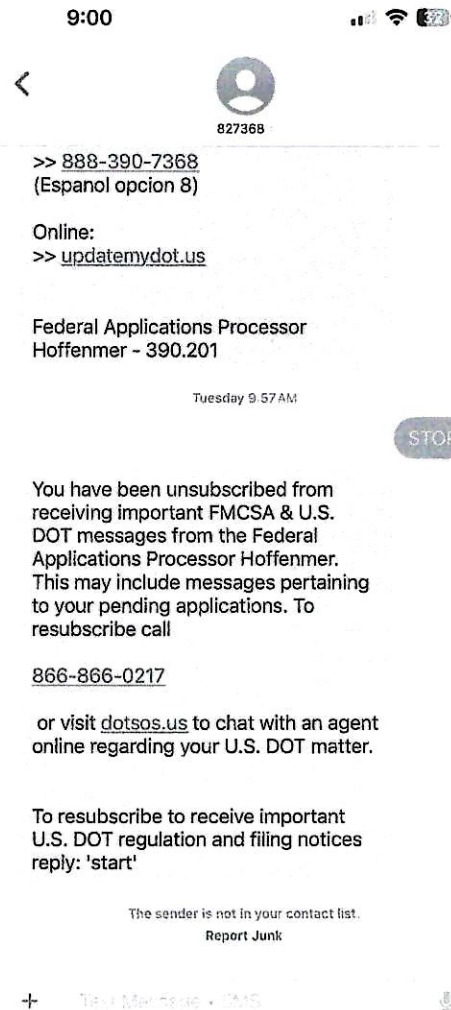 9:00
827368
>> 888-390-7368
(Espanol opcion 8)
Online:
>> updatemydot.us
Federal Applications Processor
Hoffenmer - 390.201
Tuesday 9:57 AM
You have been unsubscribed from
receiving important FMCSA & U.S.
DOT messages from the Federal
Applications Processor Hoffenmer.
This may include messages pertaining
to your pending applications. To
resubscribe call
866-866-0217
or visit dotsos.us to chat with an agent
online regarding your U.S. DOT matter.
To resubscribe to receive important
U.S. DOT regulation and filing notices
reply: 'start'
The sender is not in your contact list.
Report Junk
+ Text Message • SMS